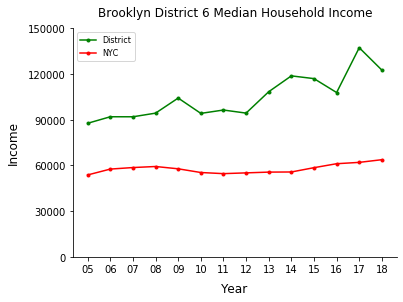 Brooklyn District 6 Median Household Income
150000
120000
90000
60000
30000
0
District
NYC
Income
05 06 07 08 09 10 11 12 13 14 15 16 17 18
Year